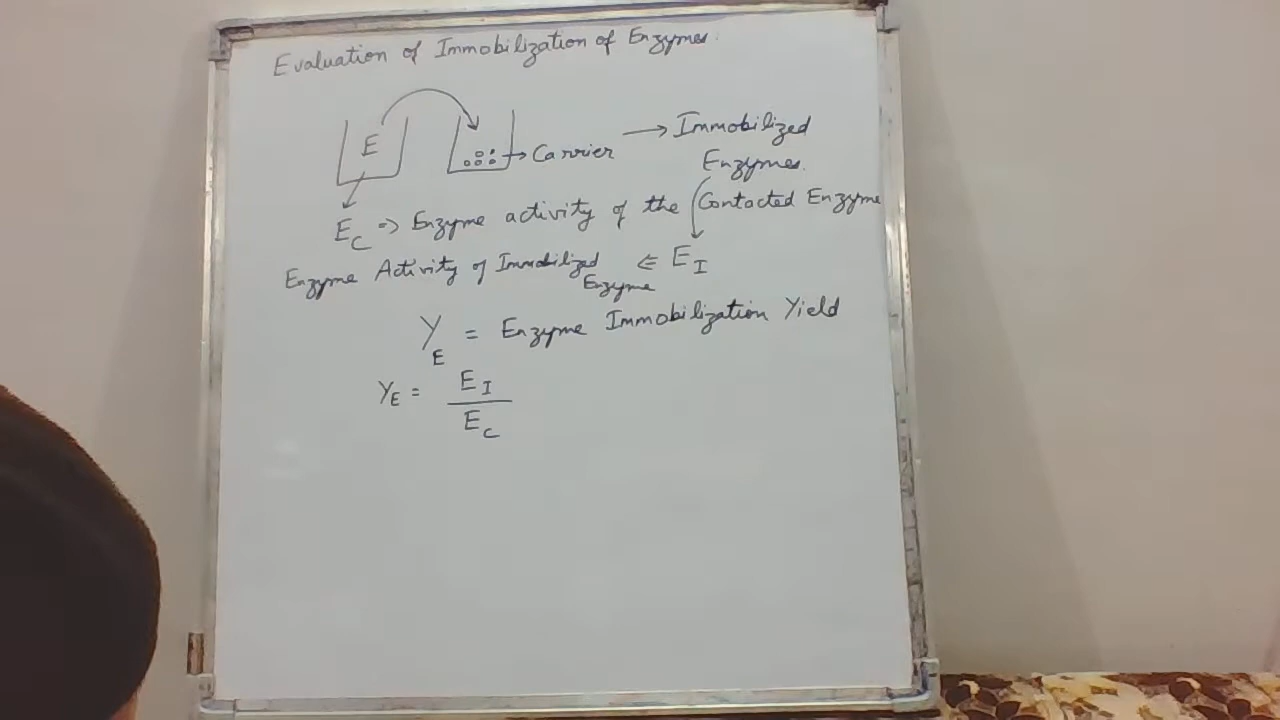 Evaluation of Immobilization of Enzymes.
E → Carrier → Immobilized
Enzymes.
E_C => Enzyme activity of the Contacted Enzyme
Enzyme Activity of Immobilized Enzyme <= E_I
Y_E = Enzyme Immobilization Yield
Y_E = E_I / E_C